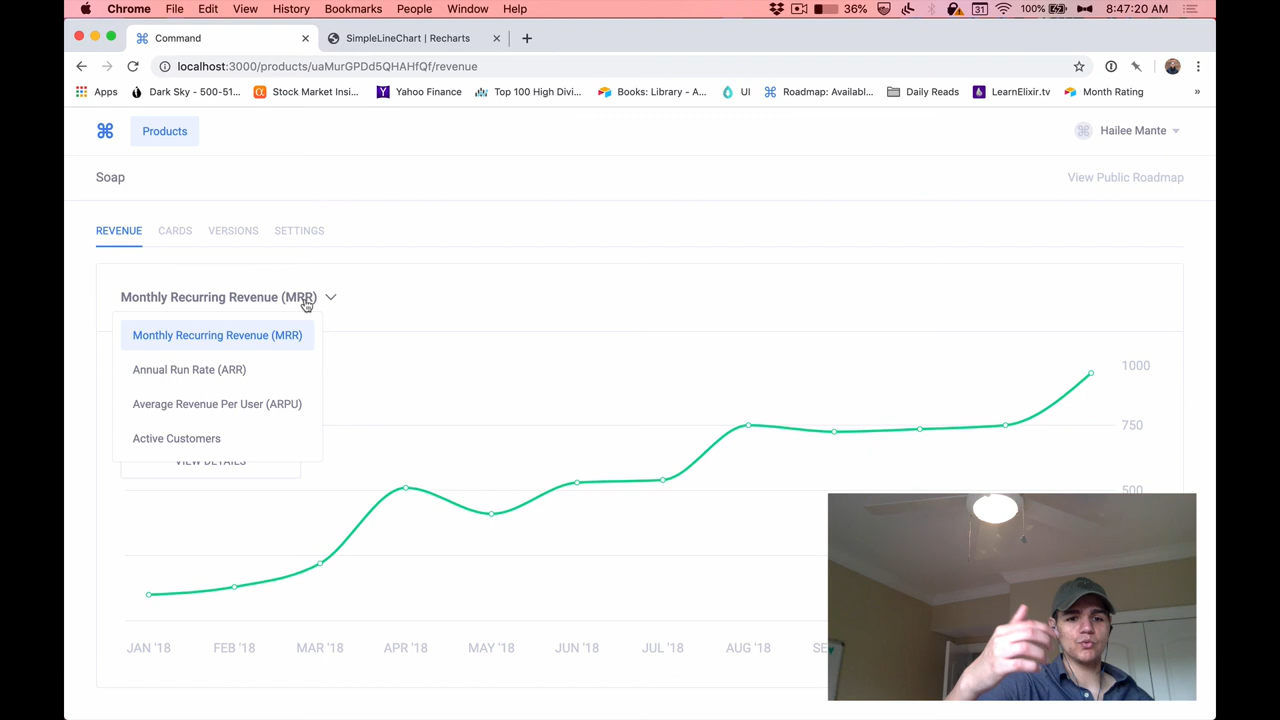 Chrome File Edit View History Bookmarks People Window Help 36% 31 100% 8:47:20 AM
Command SimpleLineChart | Recharts
localhost:3000/products/uaMurGPDd5QHAHfQf/revenue
Apps Dark Sky - 500-51... Stock Market Insi... Yahoo Finance Top 100 High Divi... Books: Library - A... UI Roadmap: Availabl... Daily Reads LearnElixir.tv Month Rating »
Products Hailee Mante
Soap View Public Roadmap
REVENUE CARDS VERSIONS SETTINGS
Monthly Recurring Revenue (MRR)
Monthly Recurring Revenue (MRR)
Annual Run Rate (ARR)
Average Revenue Per User (ARPU)
Active Customers
VIEW DETAILS
1000
750
500
JAN '18 FEB '18 MAR '18 APR '18 MAY '18 JUN '18 JUL '18 AUG '18 SE